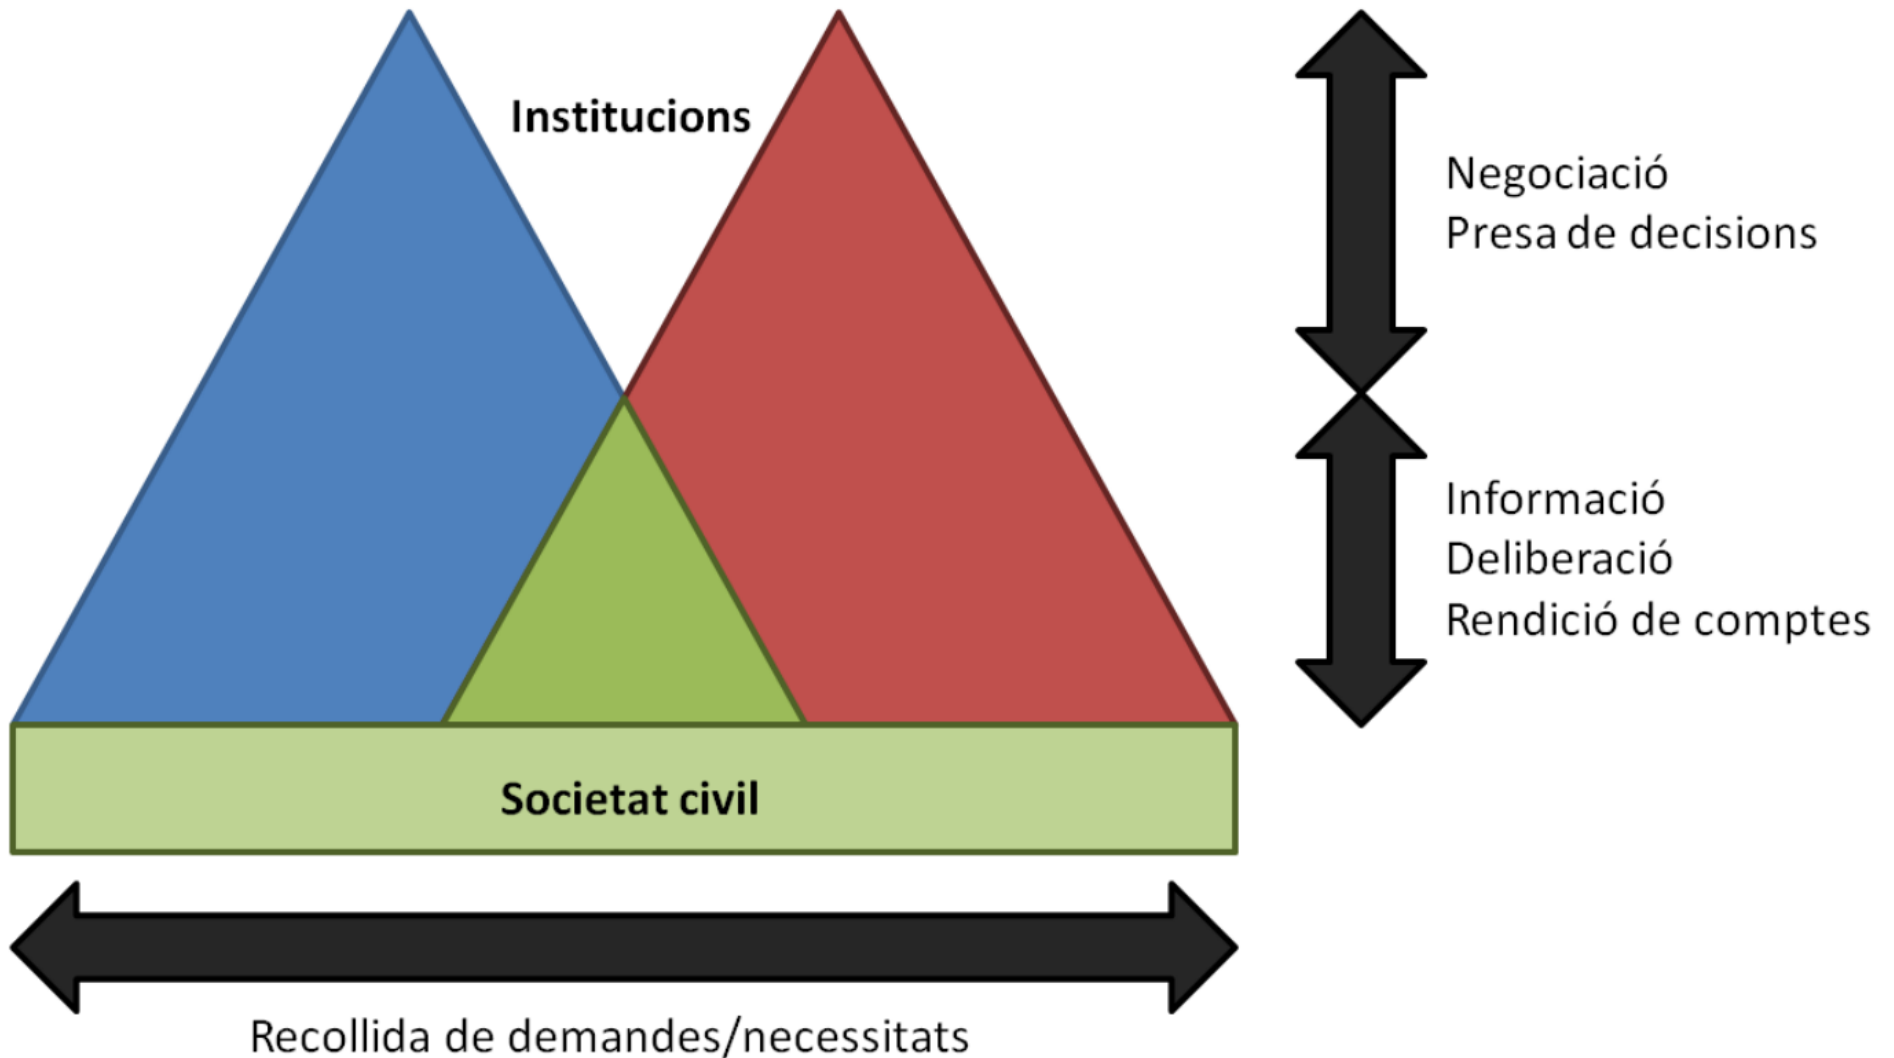 Institucions
Negociació
Presa de decisions
Informació
Deliberació
Rendició de comptes
Societat civil
Recollida de demandes/necessitats